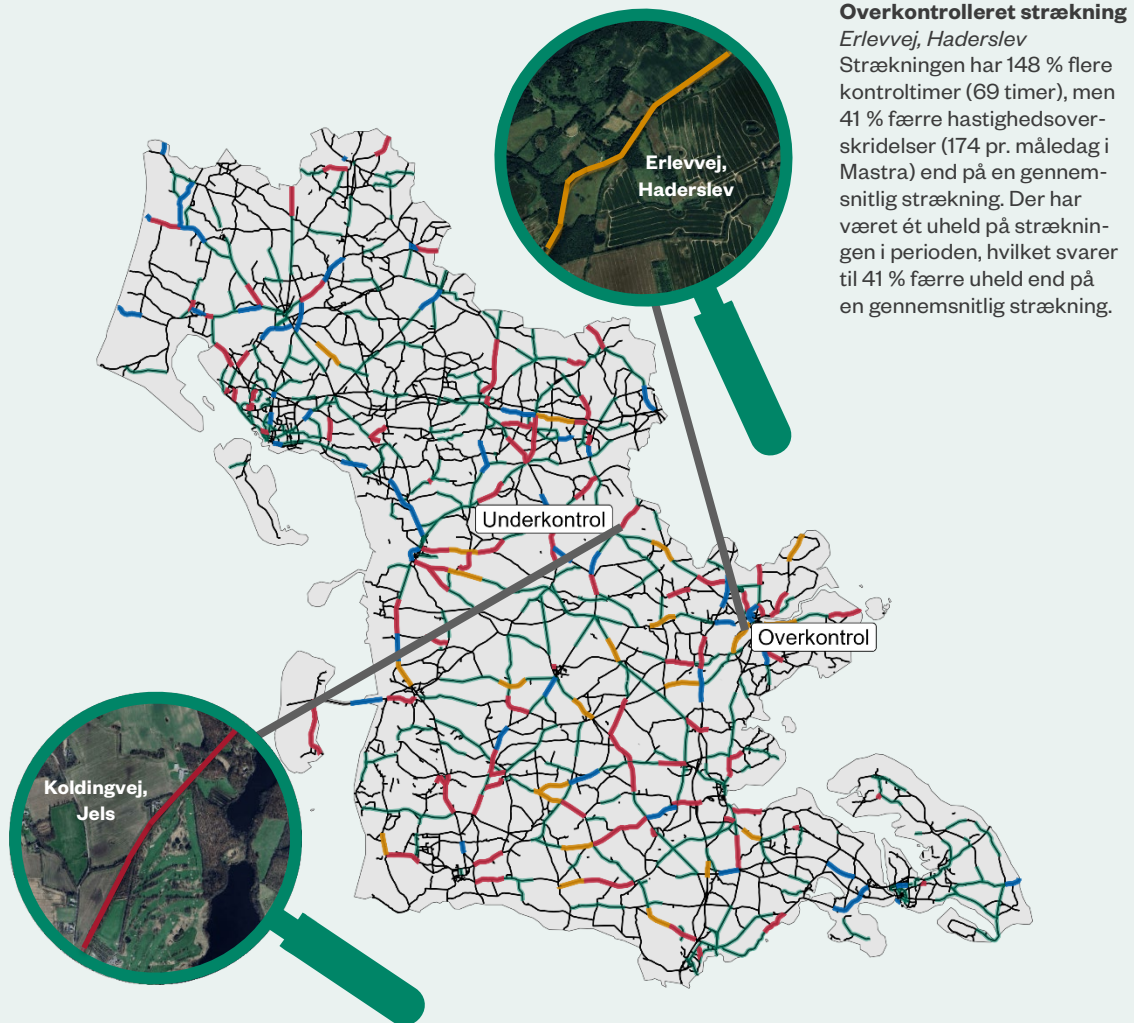 Overkontrolleret strækning
Erlevvej, Haderslev
Strækningen har 148 % flere
kontroltimer (69 timer), men
41 % færre hastighedsover-
skridelser (174 pr. måledag i
Mastra) end på en gennem-
snitlig strækning. Der har
været ét uheld på stræknin-
gen i perioden, hvilket svarer
til 41 % færre uheld end på
en gennemsnitlig strækning.
Erlevvej,
Haderslev
Underkontrol
Overkontrol
Koldingvej,
Jels